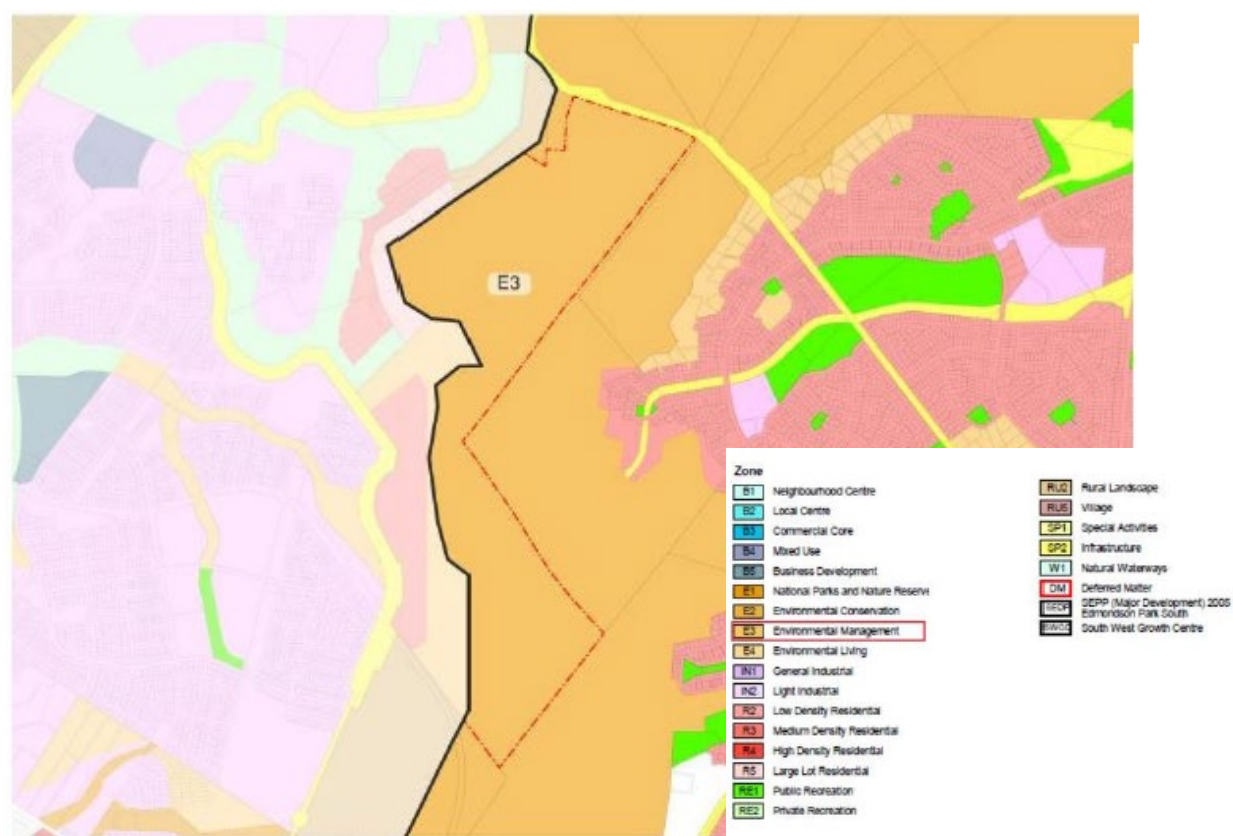 E3
Zone
B1 Neighbourhood Centre
B2 Local Centre
B3 Commercial Core
B4 Mixed Use
B5 Business Development
E1 National Parks and Nature Reserve
E2 Environmental Conservation
E3 Environmental Management
E4 Environmental Living
IN1 General Industrial
IN2 Light Industrial
R2 Low Density Residential
R3 Medium Density Residential
R4 High Density Residential
R5 Large Lot Residential
RE1 Public Recreation
RE2 Private Recreation
RU2 Rural Landscape
RU5 Village
SP1 Special Activities
SP2 Infrastructure
W1 Natural Waterways
DM Deferred Matter
SEPP (Major Development) 2005
Edmondson Park South
South West Growth Centre